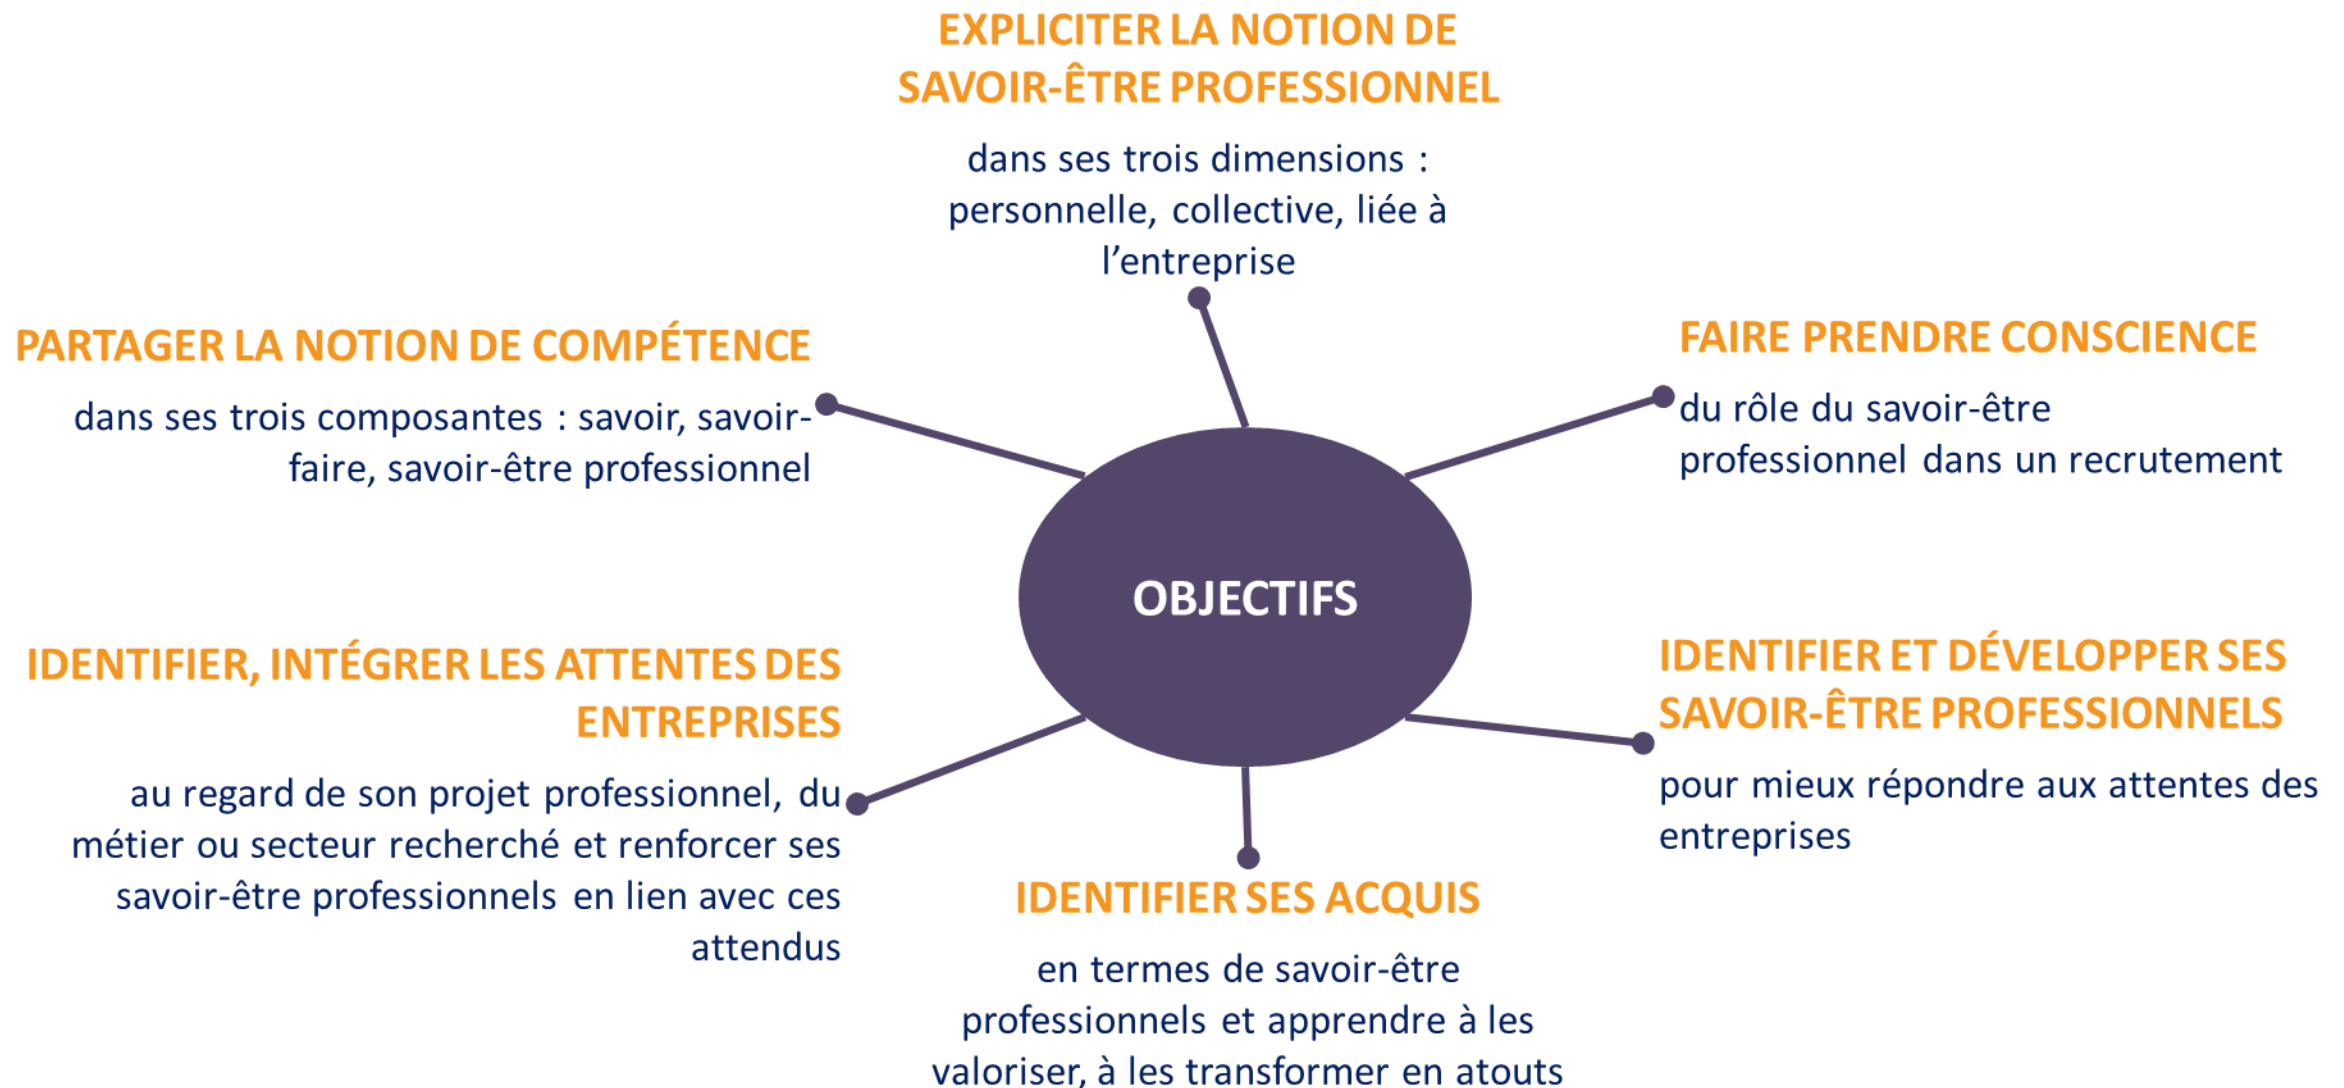 EXPLICITER LA NOTION DE
SAVOIR-ÊTRE PROFESSIONNEL
dans ses trois dimensions :
personnelle, collective, liée à
l’entreprise
PARTAGER LA NOTION DE COMPÉTENCE
dans ses trois composantes : savoir, savoir-
faire, savoir-être professionnel
FAIRE PRENDRE CONSCIENCE
du rôle du savoir-être
professionnel dans un recrutement
OBJECTIFS
IDENTIFIER, INTÉGRER LES ATTENTES DES
ENTREPRISES
au regard de son projet professionnel, du
métier ou secteur recherché et renforcer ses
savoir-être professionnels en lien avec ces
attendus
IDENTIFIER ET DÉVELOPPER SES
SAVOIR-ÊTRE PROFESSIONNELS
pour mieux répondre aux attentes des
entreprises
IDENTIFIER SES ACQUIS
en termes de savoir-être
professionnels et apprendre à les
valoriser, à les transformer en atouts